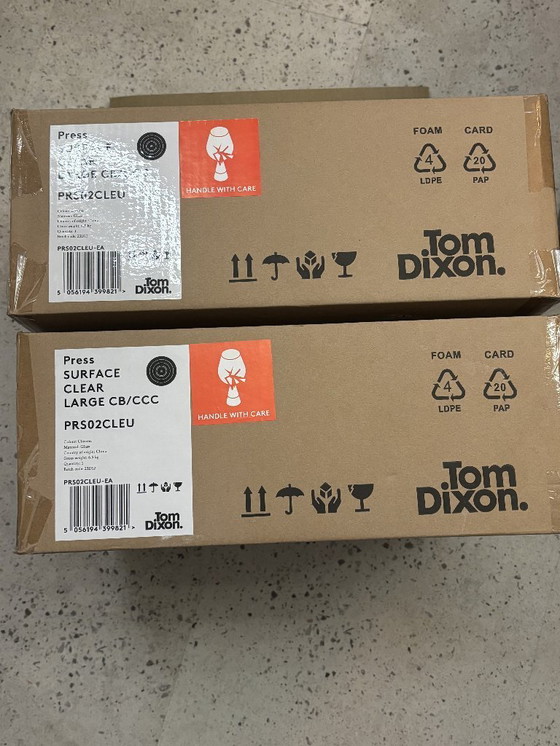 Press
LARGE
PRS02CLEU
PRS02CLEU-EA
5 056194 399821 >
Tom
Dixon.
HANDLE WITH CARE
FOAM
CARD
4
20
LDPE
PAP
Tom
Dixon.
Press
SURFACE
CLEAR
LARGE CB/CCC
PRS02CLEU
PRS02CLEU-EA
5 056194 399821 >
Tom
Dixon.
HANDLE WITH CARE
FOAM
CARD
4
20
LDPE
PAP
Tom
Dixon.